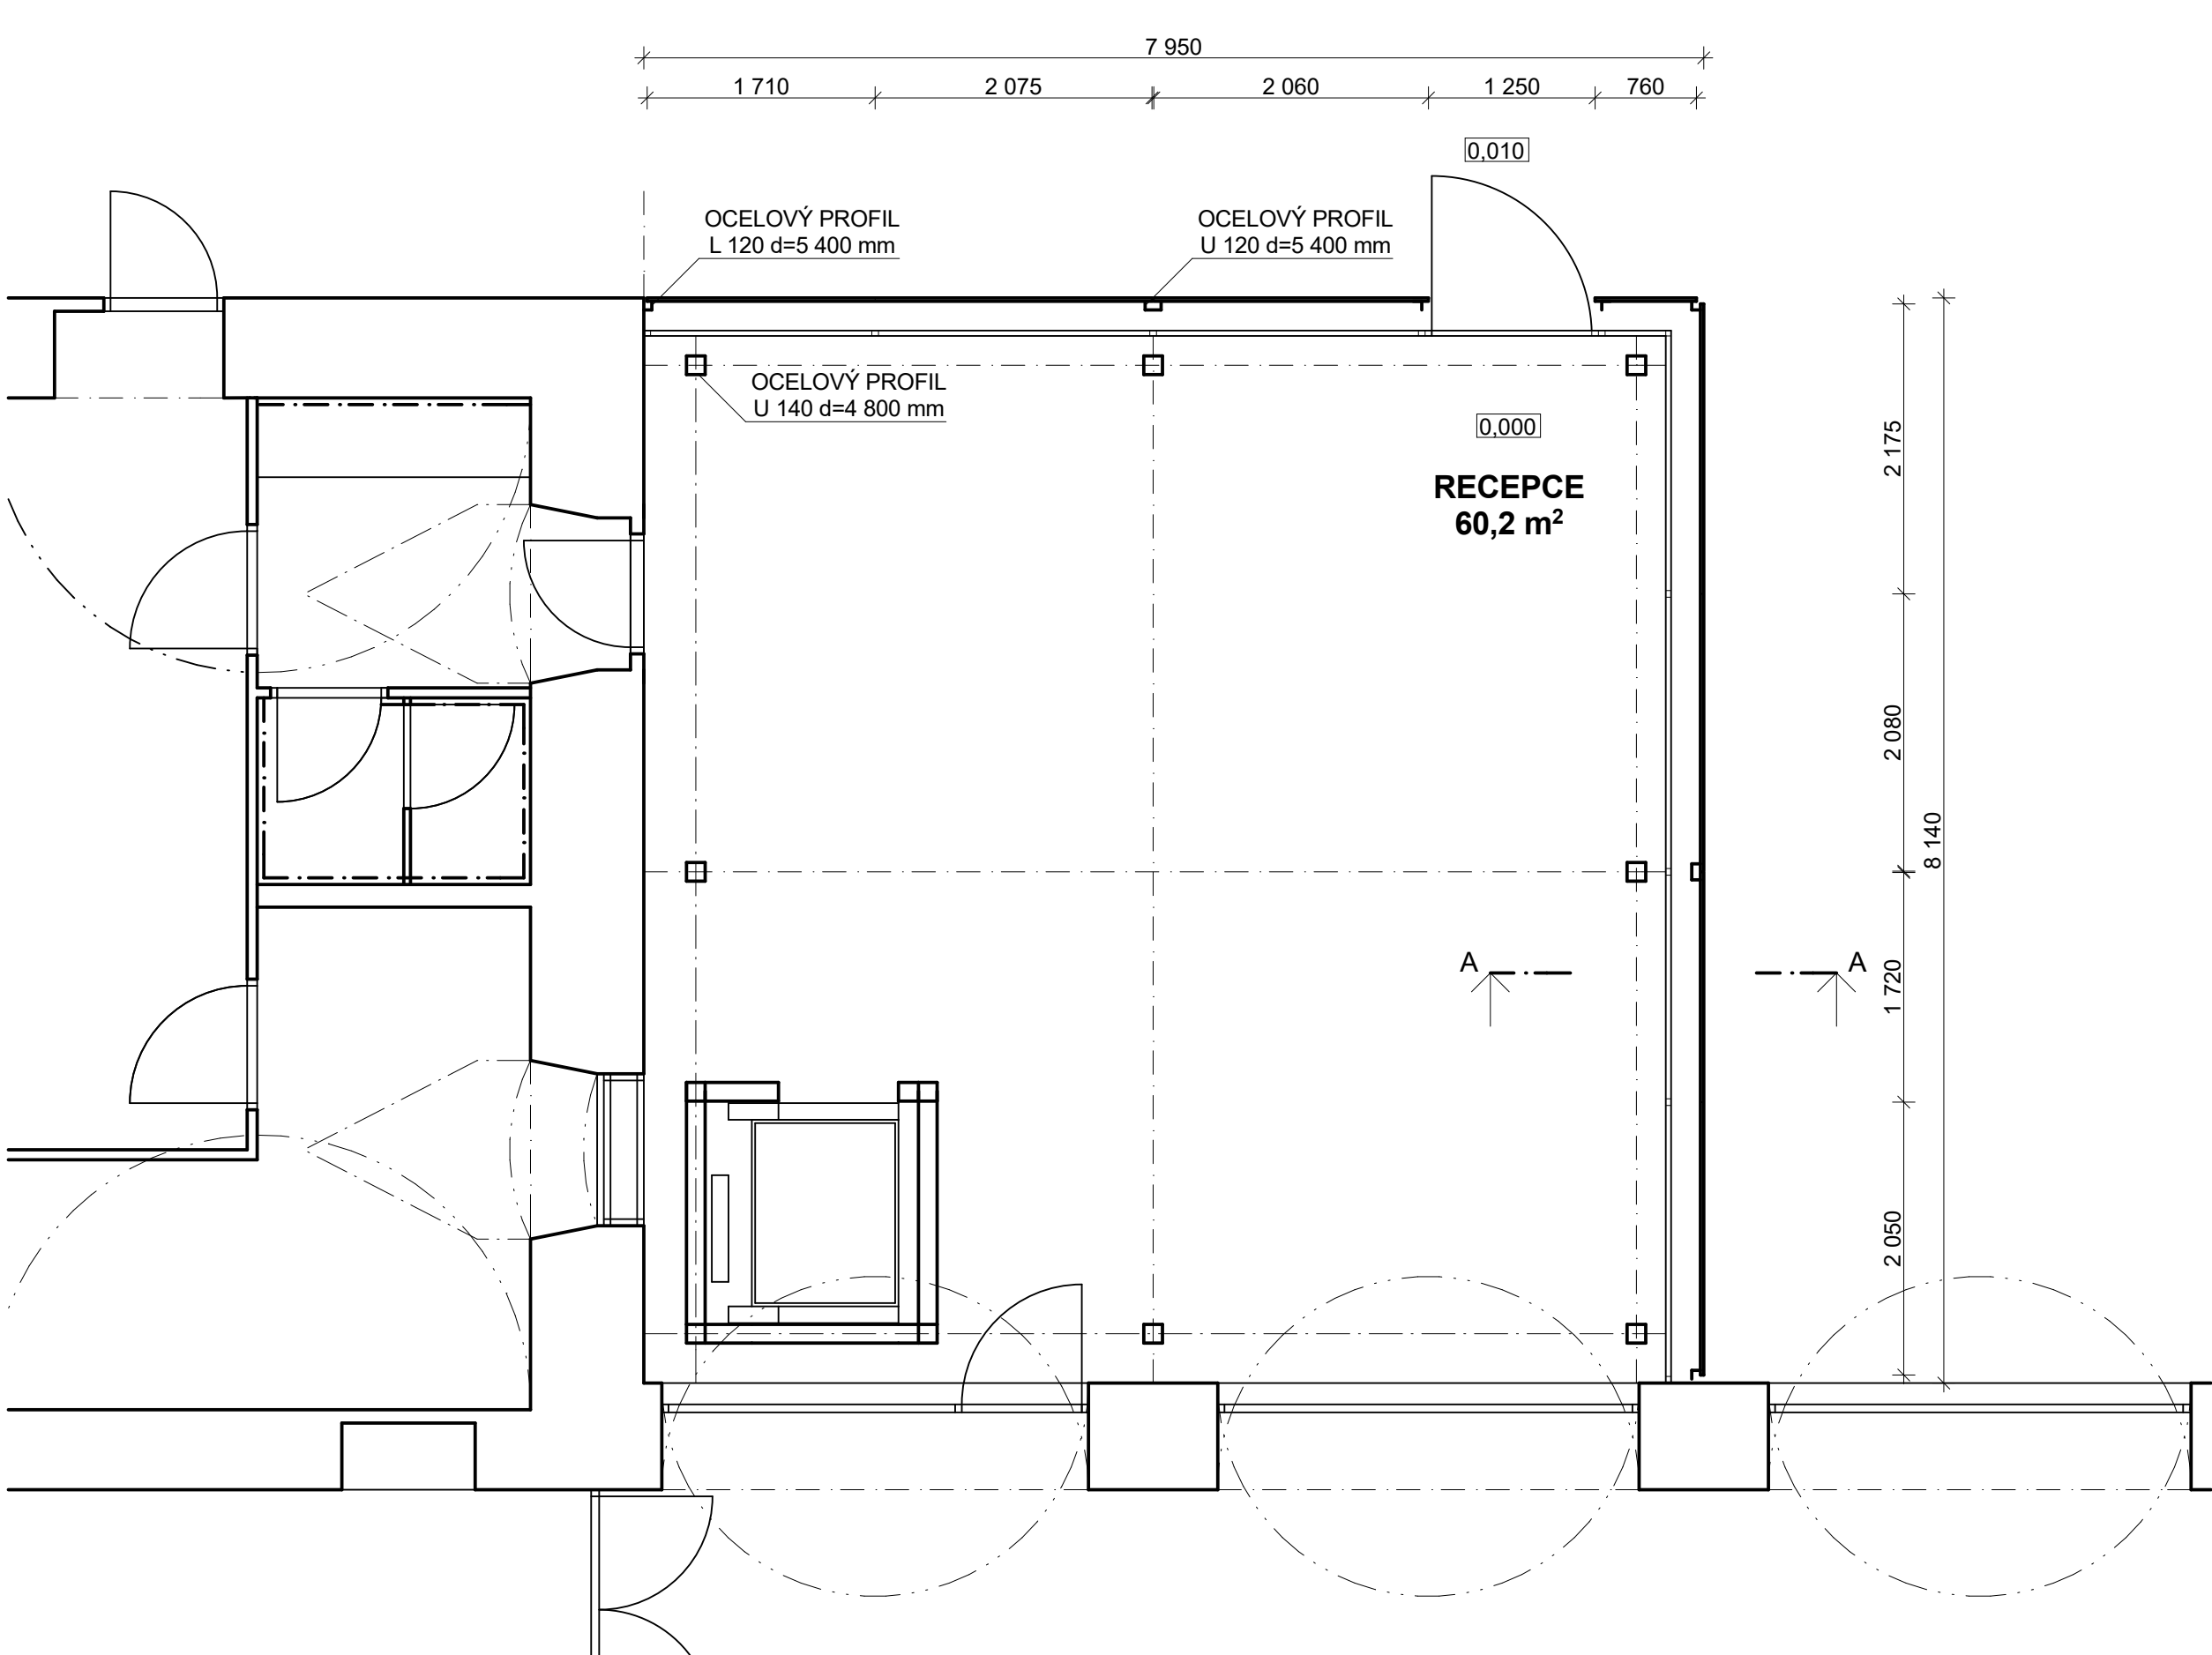 7 950
1 710
2 075
2 060
1 250
760
0,010
OCELOVÝ PROFIL
L 120 d=5 400 mm
OCELOVÝ PROFIL
U 120 d=5 400 mm
OCELOVÝ PROFIL
U 140 d=4 800 mm
0,000
RECEPCE
60,2 m²
2 175
2 080
8 140
A
A
1 720
2 050